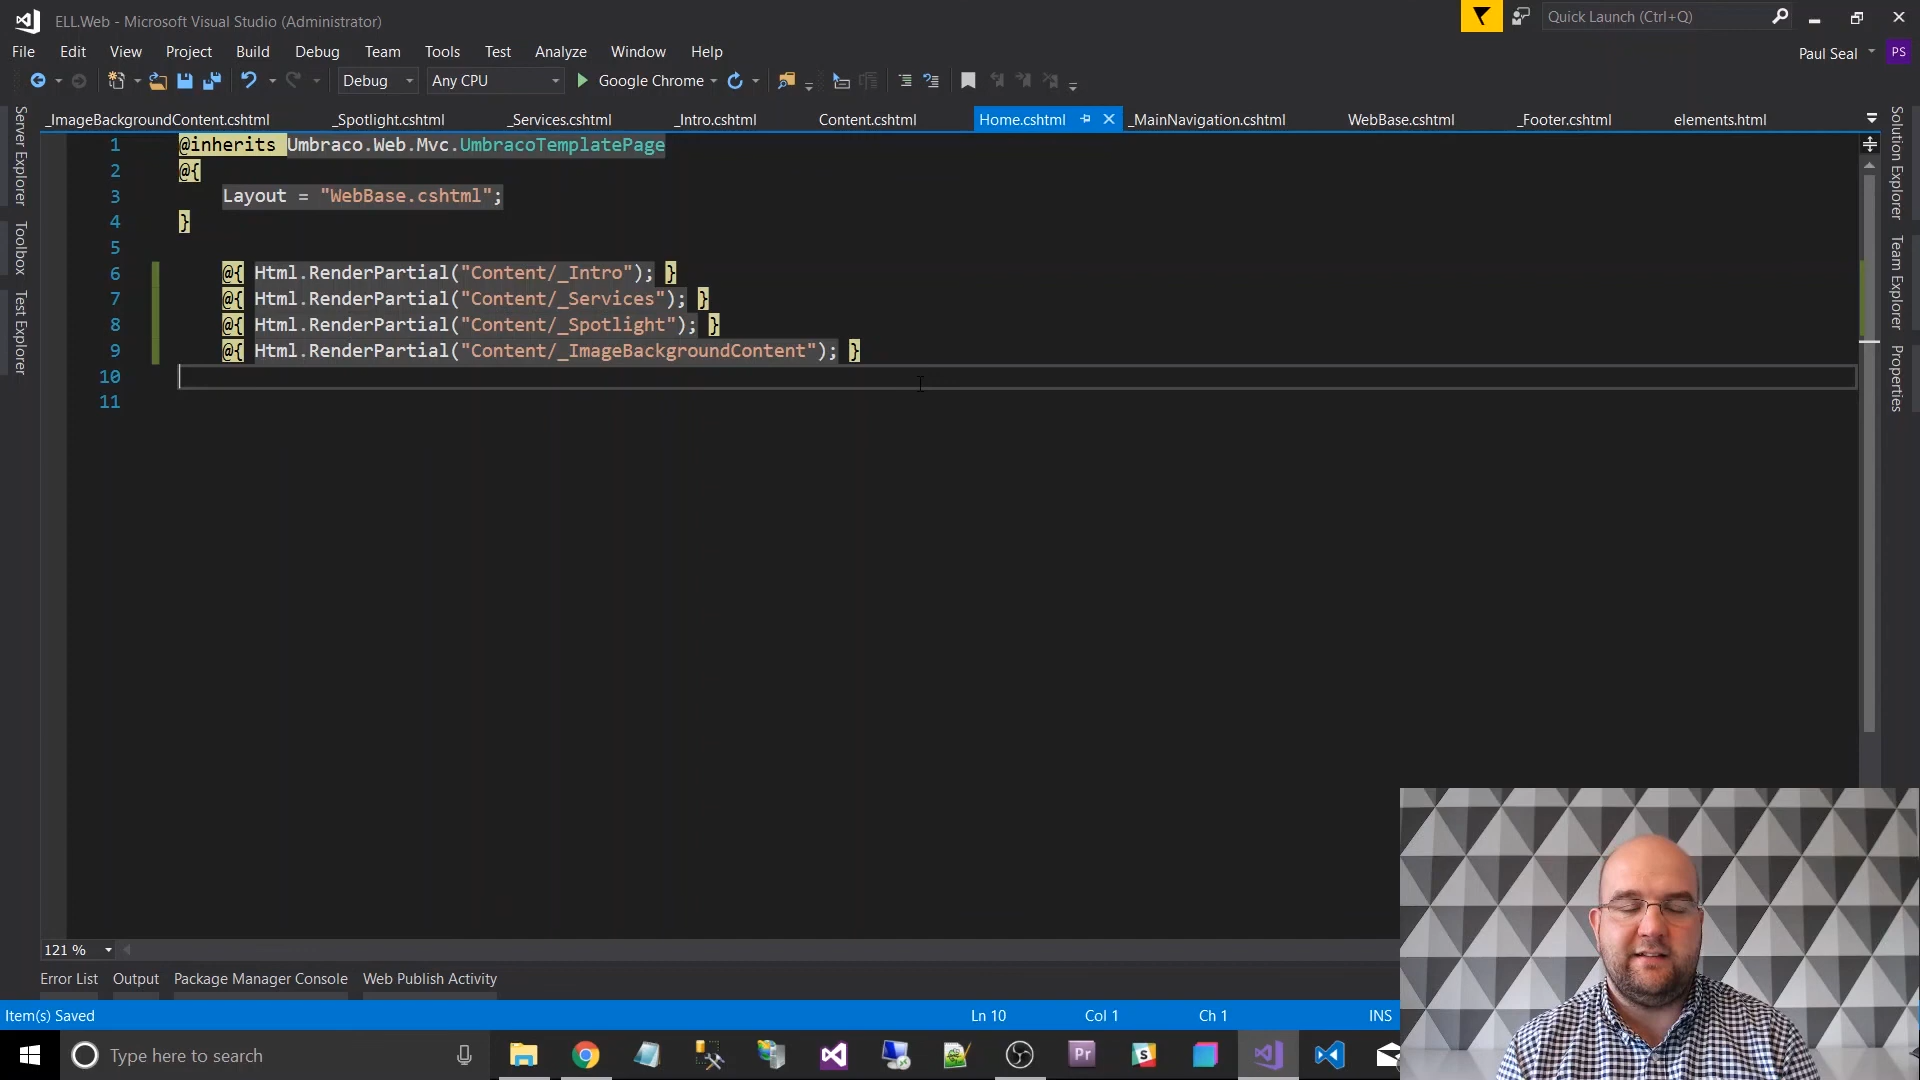 ELL.Web - Microsoft Visual Studio (Administrator)
Quick Launch (Ctrl+Q)
File Edit View Project Build Debug Team Tools Test Analyze Window Help
Paul Seal PS
Debug Any CPU Google Chrome
_ImageBackgroundContent.cshtml _Spotlight.cshtml _Services.cshtml _Intro.cshtml Content.cshtml Home.cshtml _MainNavigation.cshtml WebBase.cshtml _Footer.cshtml elements.html
Server Explorer
Toolbox
Test Explorer
1 @inherits Umbraco.Web.Mvc.UmbracoTemplatePage
2 @{
3 Layout = "WebBase.cshtml";
4 }
5
6 @{ Html.RenderPartial("Content/_Intro"); }
7 @{ Html.RenderPartial("Content/_Services"); }
8 @{ Html.RenderPartial("Content/_Spotlight"); }
9 @{ Html.RenderPartial("Content/_ImageBackgroundContent"); }
10
11
Solution Explorer
Team Explorer
Properties
121 %
Error List Output Package Manager Console Web Publish Activity
Item(s) Saved Ln 10 Col 1 Ch 1 INS
Type here to search
Pr
S